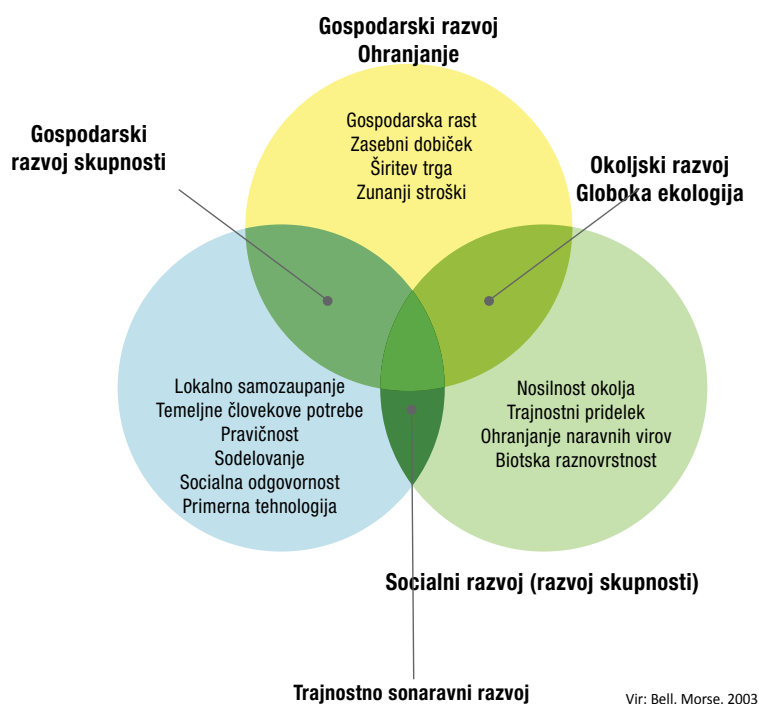 Gospodarski razvoj
Ohranjanje
Gospodarska rast
Zasebni dobiček
Širitev trga
Zunanji stroški
Gospodarski
razvoj skupnosti
Okoljski razvoj
Globoka ekologija
Lokalno samozaupanje
Temeljne človekove potrebe
Pravičnost
Sodelovanje
Socialna odgovornost
Primerna tehnologija
Nosilnost okolja
Trajnostni pridelek
Ohranjanje naravnih virov
Biotska raznovrstnost
Socialni razvoj (razvoj skupnosti)
Trajnostno sonaravni razvoj
Vir: Bell, Morse, 2003